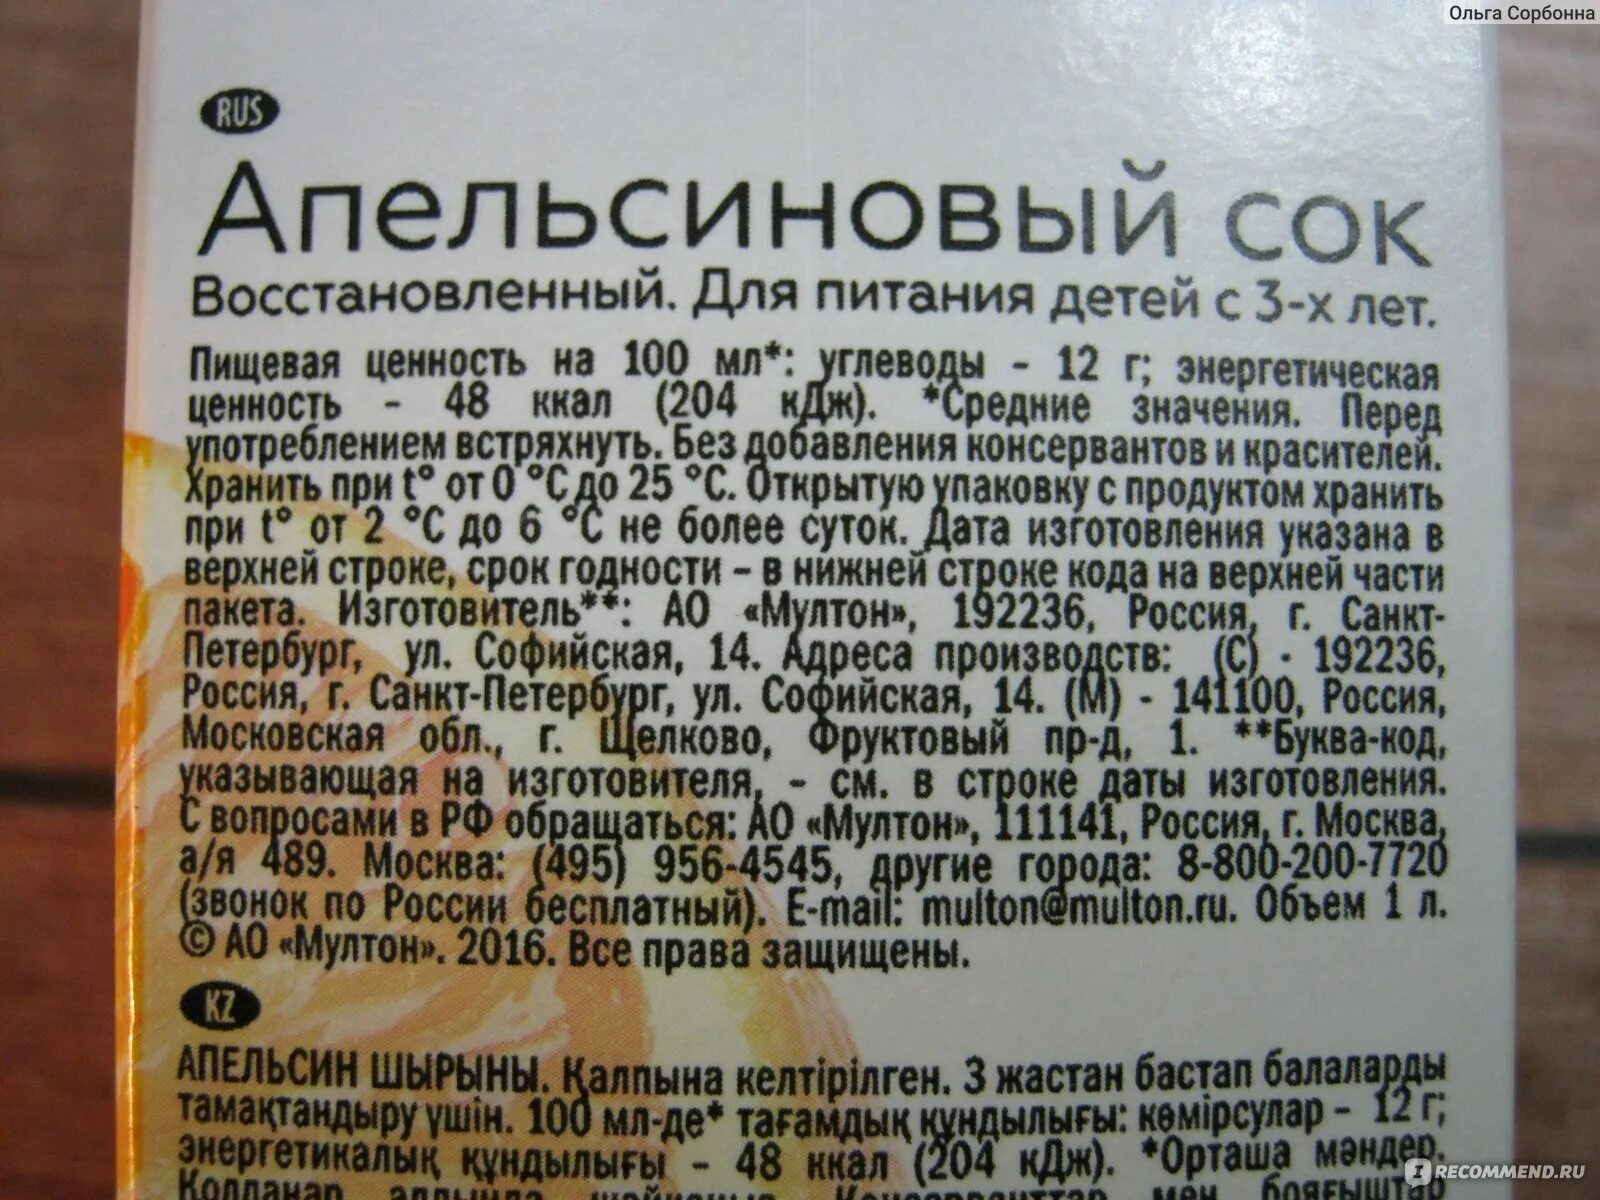 Ольга Сорбонна
RUS
Апельсиновый сок
Восстановленный. Для питания детей с 3-х лет.
Пищевая ценность на 100 мл*: углеводы - 12 г; энергетическая
ценность - 48 ккал (204 кДж). *Средние значения. Перед
употреблением встряхнуть. Без добавления консервантов и красителей.
Хранить при t° от 0 °С до 25 °С. Открытую упаковку с продуктом хранить
при t° от 2 °С до 6 °С не более суток. Дата изготовления указана в
верхней строке, срок годности – в нижней строке кода на верхней части
пакета. Изготовитель**: АО «Мултон», 192236, Россия, г. Санкт-
Петербург, ул. Софийская, 14. Адреса производств: (С) - 192236,
Россия, г. Санкт-Петербург, ул. Софийская, 14. (М) - 141100, Россия,
Московская обл., г. Щелково, Фруктовый пр-д, 1. **Буква-код,
указывающая на изготовителя, - см. в строке даты изготовления.
С вопросами в РФ обращаться: АО «Мултон», 111141, Россия, г. Москва,
а/я 489. Москва: (495) 956-4545, другие города: 8-800-200-7720
(звонок по России бесплатный). E-mail: multon@multon.ru. Объем 1 л.
© АО «Мултон». 2016. Все права защищены.
KZ
АПЕЛЬСИН ШЫРЫНЫ. Қалпына келтірілген. 3 жастан бастап балаларды
тамақтандыру үшін. 100 мл-де* тағамдық құндылығы: көмірсулар - 12 г;
энергетикалық құндылығы - 48 ккал (204 кДж). *Орташа мәндер.
Қолданар алдында шайқаңыз. Консерванттар мен бояғыштар
IRECOMMEND.RU